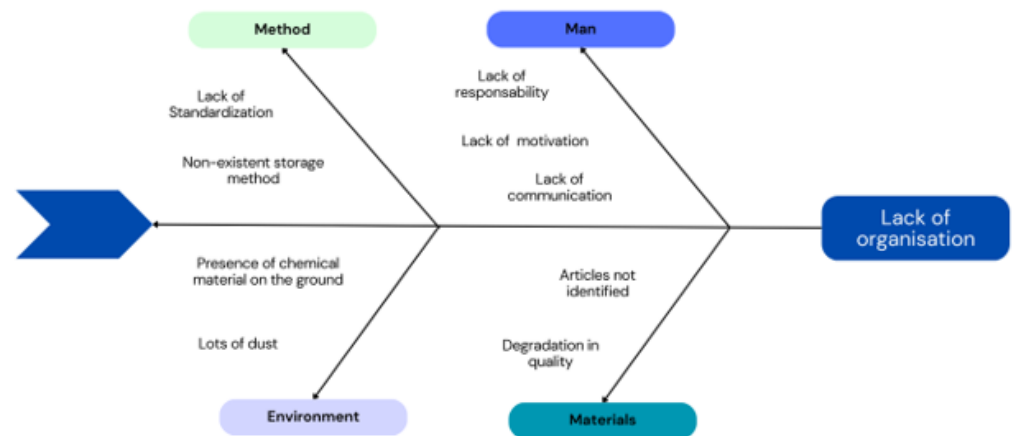 Method
Man
Lack of
Standardization
Non-existent storage
method
Lack of
responsability
Lack of motivation
Lack of
communication
Lack of
organisation
Presence of chemical
material on the ground
Lots of dust
Articles not
identified
Degradation in
quality
Environment
Materials